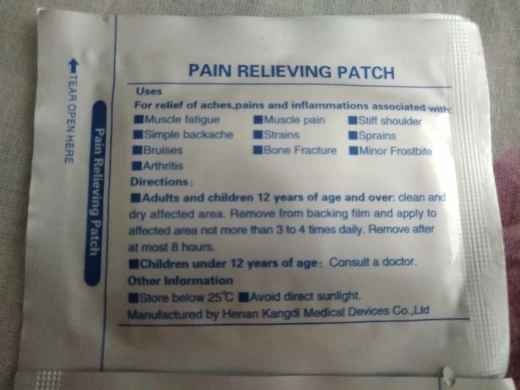 TEAR OPEN HERE
Pain Relieving Patch
PAIN RELIEVING PATCH
Uses
For relief of aches,pains and inflammations associated with:
■Muscle fatigue ■Muscle pain ■Stiff shoulder
■Simple backache ■Strains ■Sprains
■Bruises ■Bone Fracture ■Minor Frostbite
■Arthritis
Directions:
■Adults and children 12 years of age and over: clean and
dry affected area. Remove from backing film and apply to
affected area not more than 3 to 4 times daily. Remove after
at most 8 hours.
■Children under 12 years of age: Consult a doctor.
Other Information
■Store below 25℃ ■Avoid direct sunlight.
Manufactured by Henan Kangdi Medical Devices Co.,Ltd